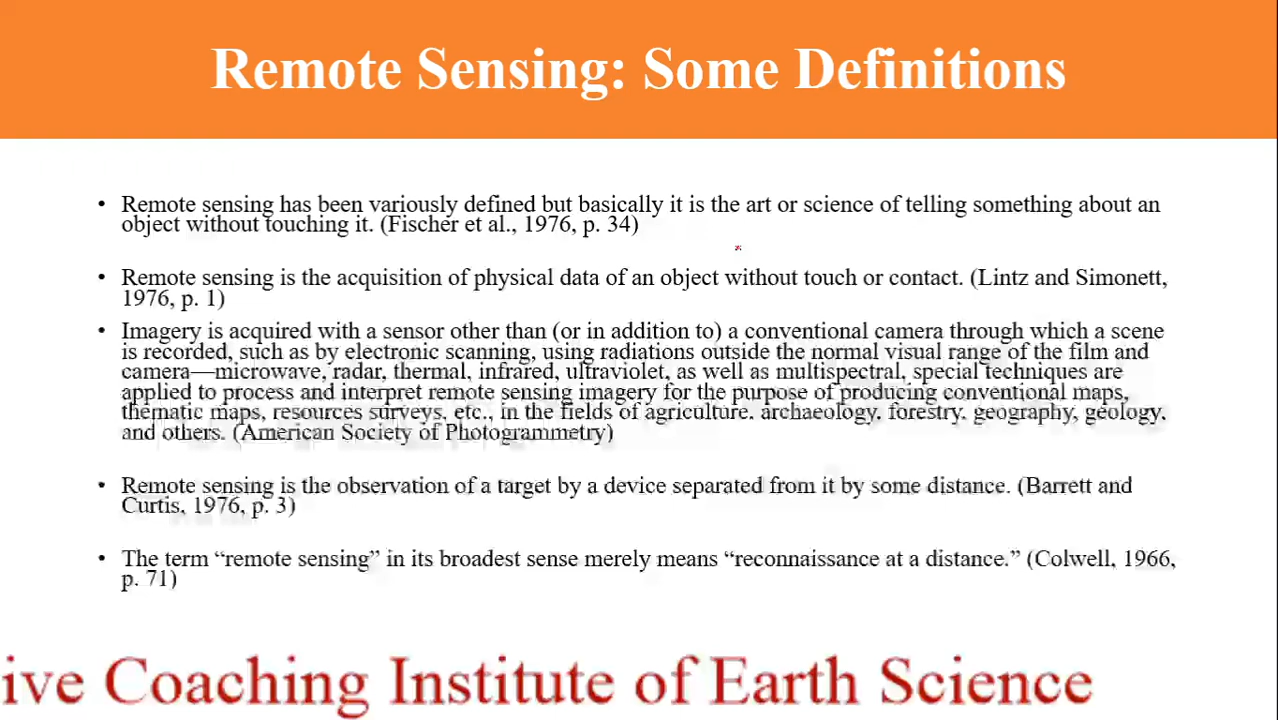 Remote Sensing: Some Definitions
• Remote sensing has been variously defined but basically it is the art or science of telling something about an
object without touching it. (Fischer et al., 1976, p. 34)
• Remote sensing is the acquisition of physical data of an object without touch or contact. (Lintz and Simonett,
1976, p. 1)
• Imagery is acquired with a sensor other than (or in addition to) a conventional camera through which a scene
is recorded, such as by electronic scanning, using radiations outside the normal visual range of the film and
camera—microwave, radar, thermal, infrared, ultraviolet, as well as multispectral, special techniques are
applied to process and interpret remote sensing imagery for the purpose of producing conventional maps,
thematic maps, resources surveys, etc., in the fields of agriculture, archaeology, forestry, geography, geology,
and others. (American Society of Photogrammetry)
• Remote sensing is the observation of a target by a device separated from it by some distance. (Barrett and
Curtis, 1976, p. 3)
• The term “remote sensing” in its broadest sense merely means “reconnaissance at a distance.” (Colwell, 1966,
p. 71)
ive Coaching Institute of Earth Science